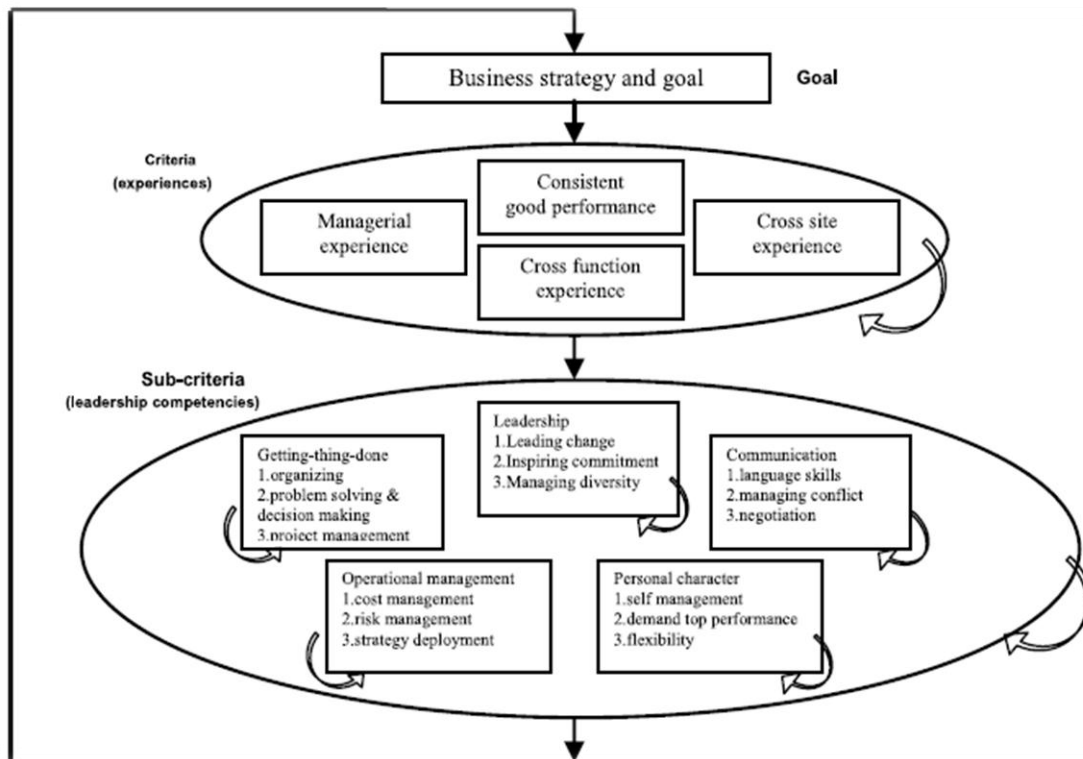 Business strategy and goal
Goal
Criteria
(experiences)
Consistent
good performance
Managerial
experience
Cross site
experience
Cross function
experience
Sub-criteria
(leadership competencies)
Leadership
1.Leading change
2.Inspiring commitment
3.Managing diversity
Getting-thing-done
1.organizing
2.problem solving &
decision making
3.project management
Communication
1.language skills
2.managing conflict
3.negotiation
Operational management
1.cost management
2.risk management
3.strategy deployment
Personal character
1.self management
2.demand top performance
3.flexibility